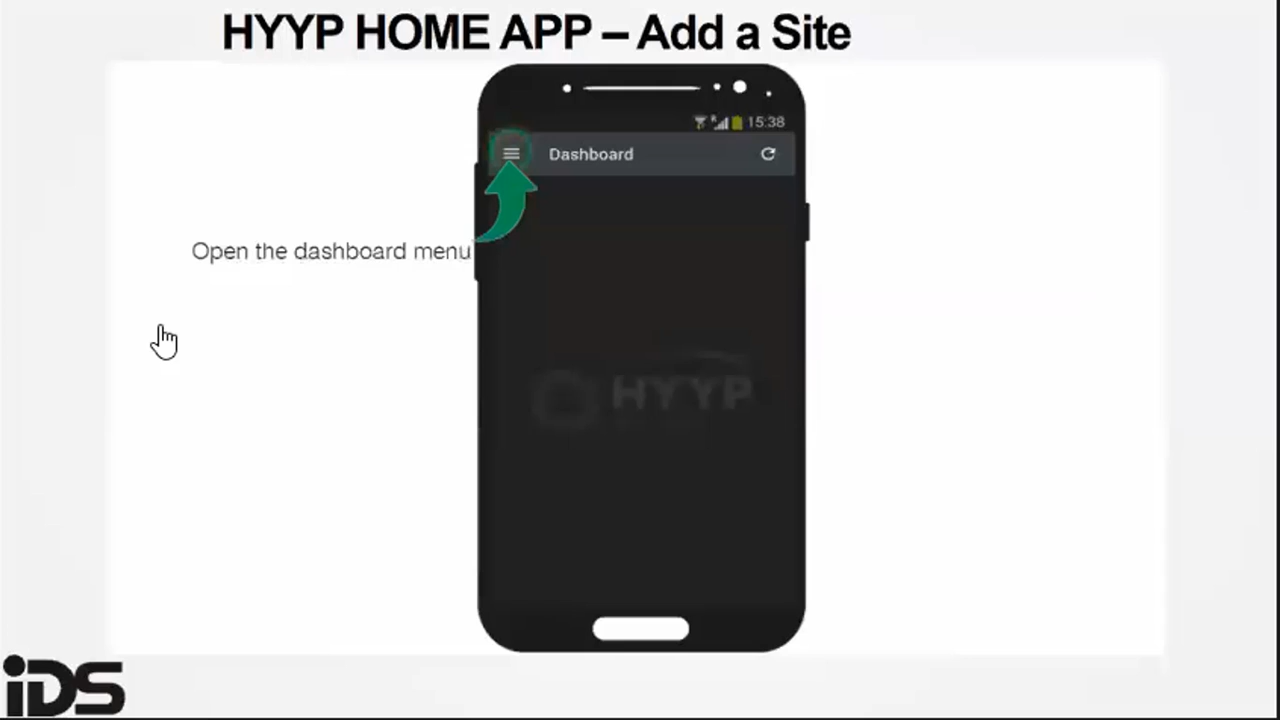 HYYP HOME APP – Add a Site
15:38
Dashboard
Open the dashboard menu
HYYP
iDS